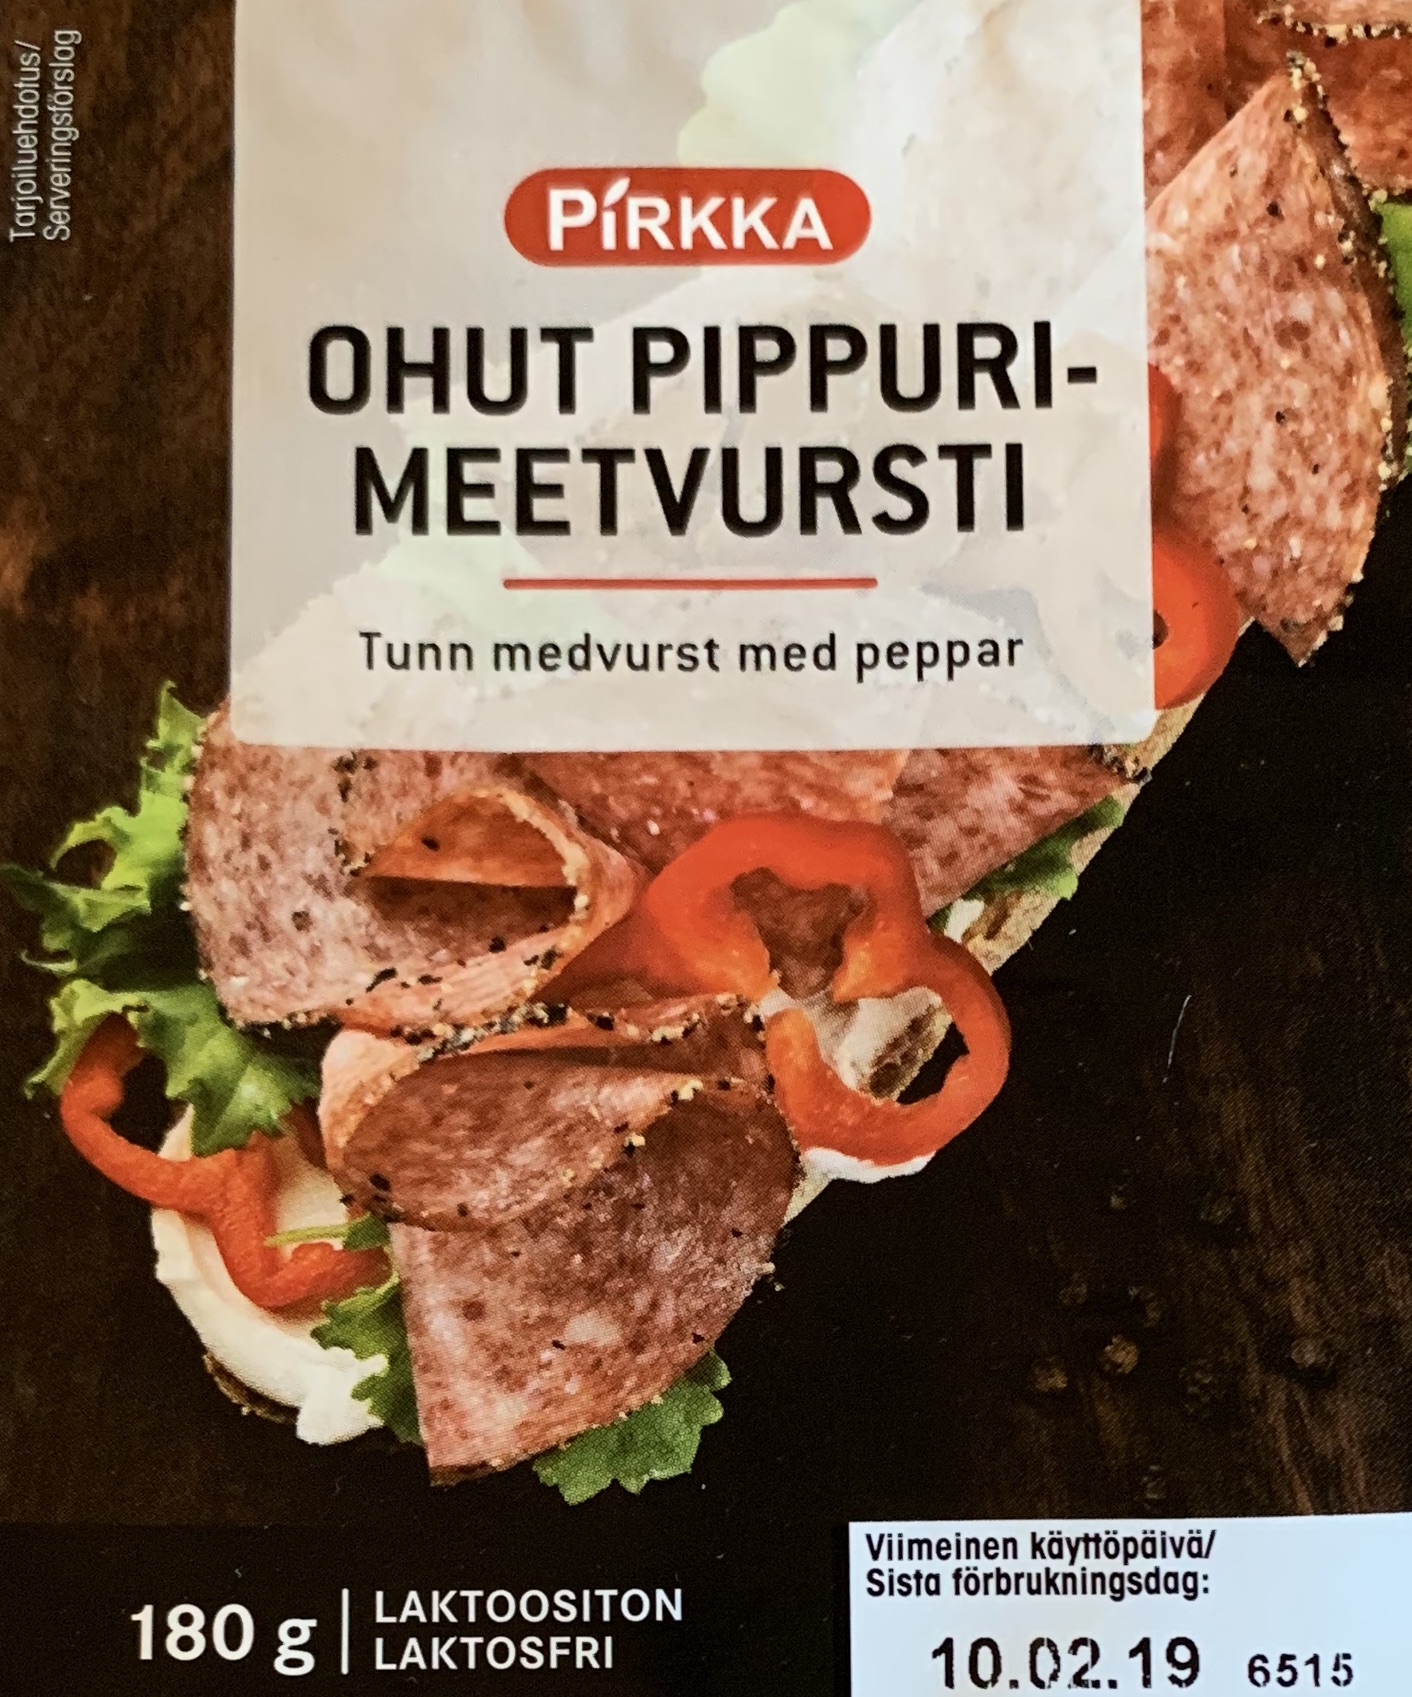 Tarjoiluehdotus/
Serveringsförslag
PIRKKA
OHUT PIPPURI-
MEETVURSTI
Tunn medvurst med peppar
180 g
LAKTOOSITON
LAKTOSFRI
Viimeinen käyttöpäivä/
Sista förbrukningsdag:
10.02.19 6515